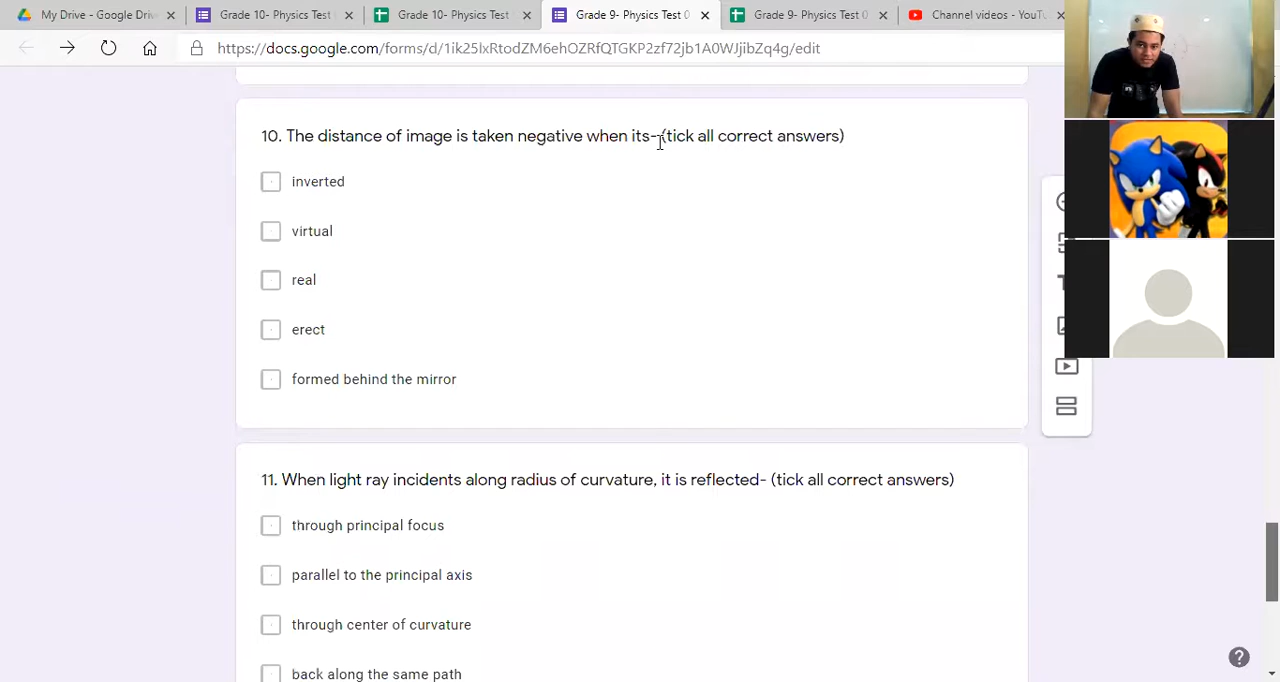 My Drive - Google Driv
Grade 10- Physics Test
Grade 10- Physics Test
Grade 9- Physics Test 0
Grade 9- Physics Test 0
Channel videos - YouTu
https://docs.google.com/forms/d/1ik25lxRtodZM6ehOZRfQTGKP2zf72jb1A0WJjibZq4g/edit
10. The distance of image is taken negative when its- (tick all correct answers)
inverted
virtual
real
erect
formed behind the mirror
11. When light ray incidents along radius of curvature, it is reflected- (tick all correct answers)
through principal focus
parallel to the principal axis
through center of curvature
back along the same path